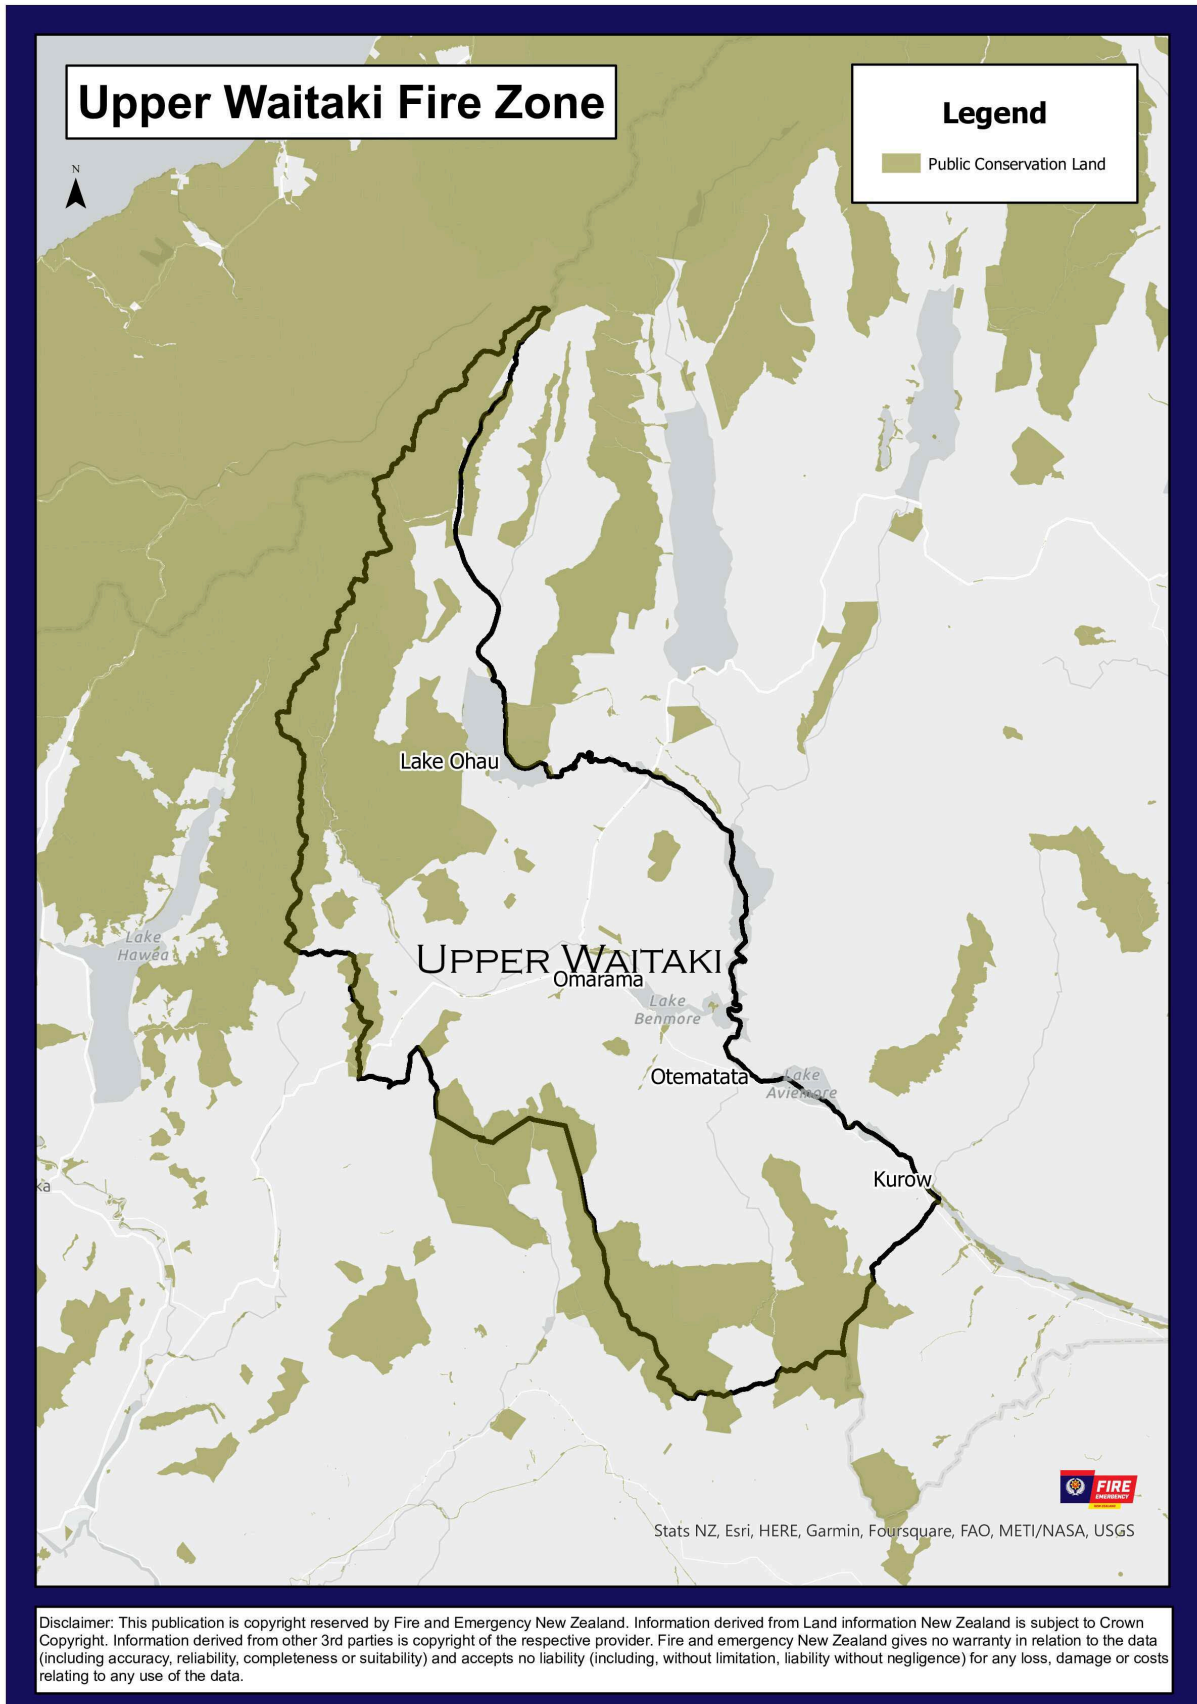 Upper Waitaki Fire Zone
Legend
Public Conservation Land
N
Lake Ohau
Lake
Hawea
UPPER WAITAKI
Omarama
Lake
Benmore
Otematata
Lake
Aviemore
Kurow
ka
FIRE
EMERGENCY
Stats NZ, Esri, HERE, Garmin, Foursquare, FAO, METI/NASA, USGS
Disclaimer: This publication is copyright reserved by Fire and Emergency New Zealand. Information derived from Land information New Zealand is subject to Crown
Copyright. Information derived from other 3rd parties is copyright of the respective provider. Fire and emergency New Zealand gives no warranty in relation to the data
(including accuracy, reliability, completeness or suitability) and accepts no liability (including, without limitation, liability without negligence) for any loss, damage or costs
relating to any use of the data.